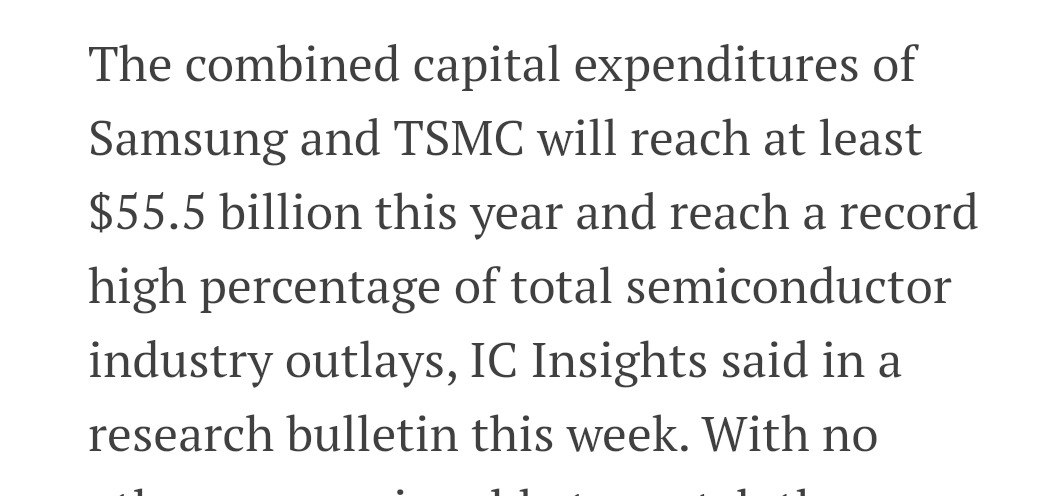 The combined capital expenditures of
Samsung and TSMC will reach at least
$55.5 billion this year and reach a record
high percentage of total semiconductor
industry outlays, IC Insights said in a
research bulletin this week. With no